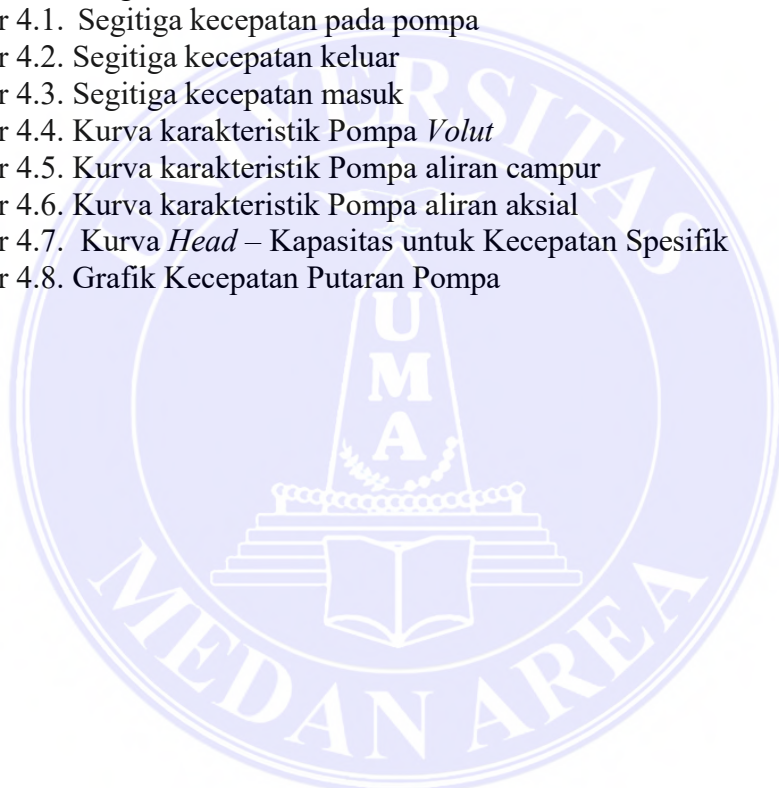 r 4.1. Segitiga kecepatan pada pompa
r 4.2. Segitiga kecepatan keluar
r 4.3. Segitiga kecepatan masuk
r 4.4. Kurva karakteristik Pompa Volut
r 4.5. Kurva karakteristik Pompa aliran campur
r 4.6. Kurva karakteristik Pompa aliran aksial
r 4.7. Kurva Head – Kapasitas untuk Kecepatan Spesifik
r 4.8. Grafik Kecepatan Putaran Pompa
UNIVERSITAS
UMA
MEDAN AREA